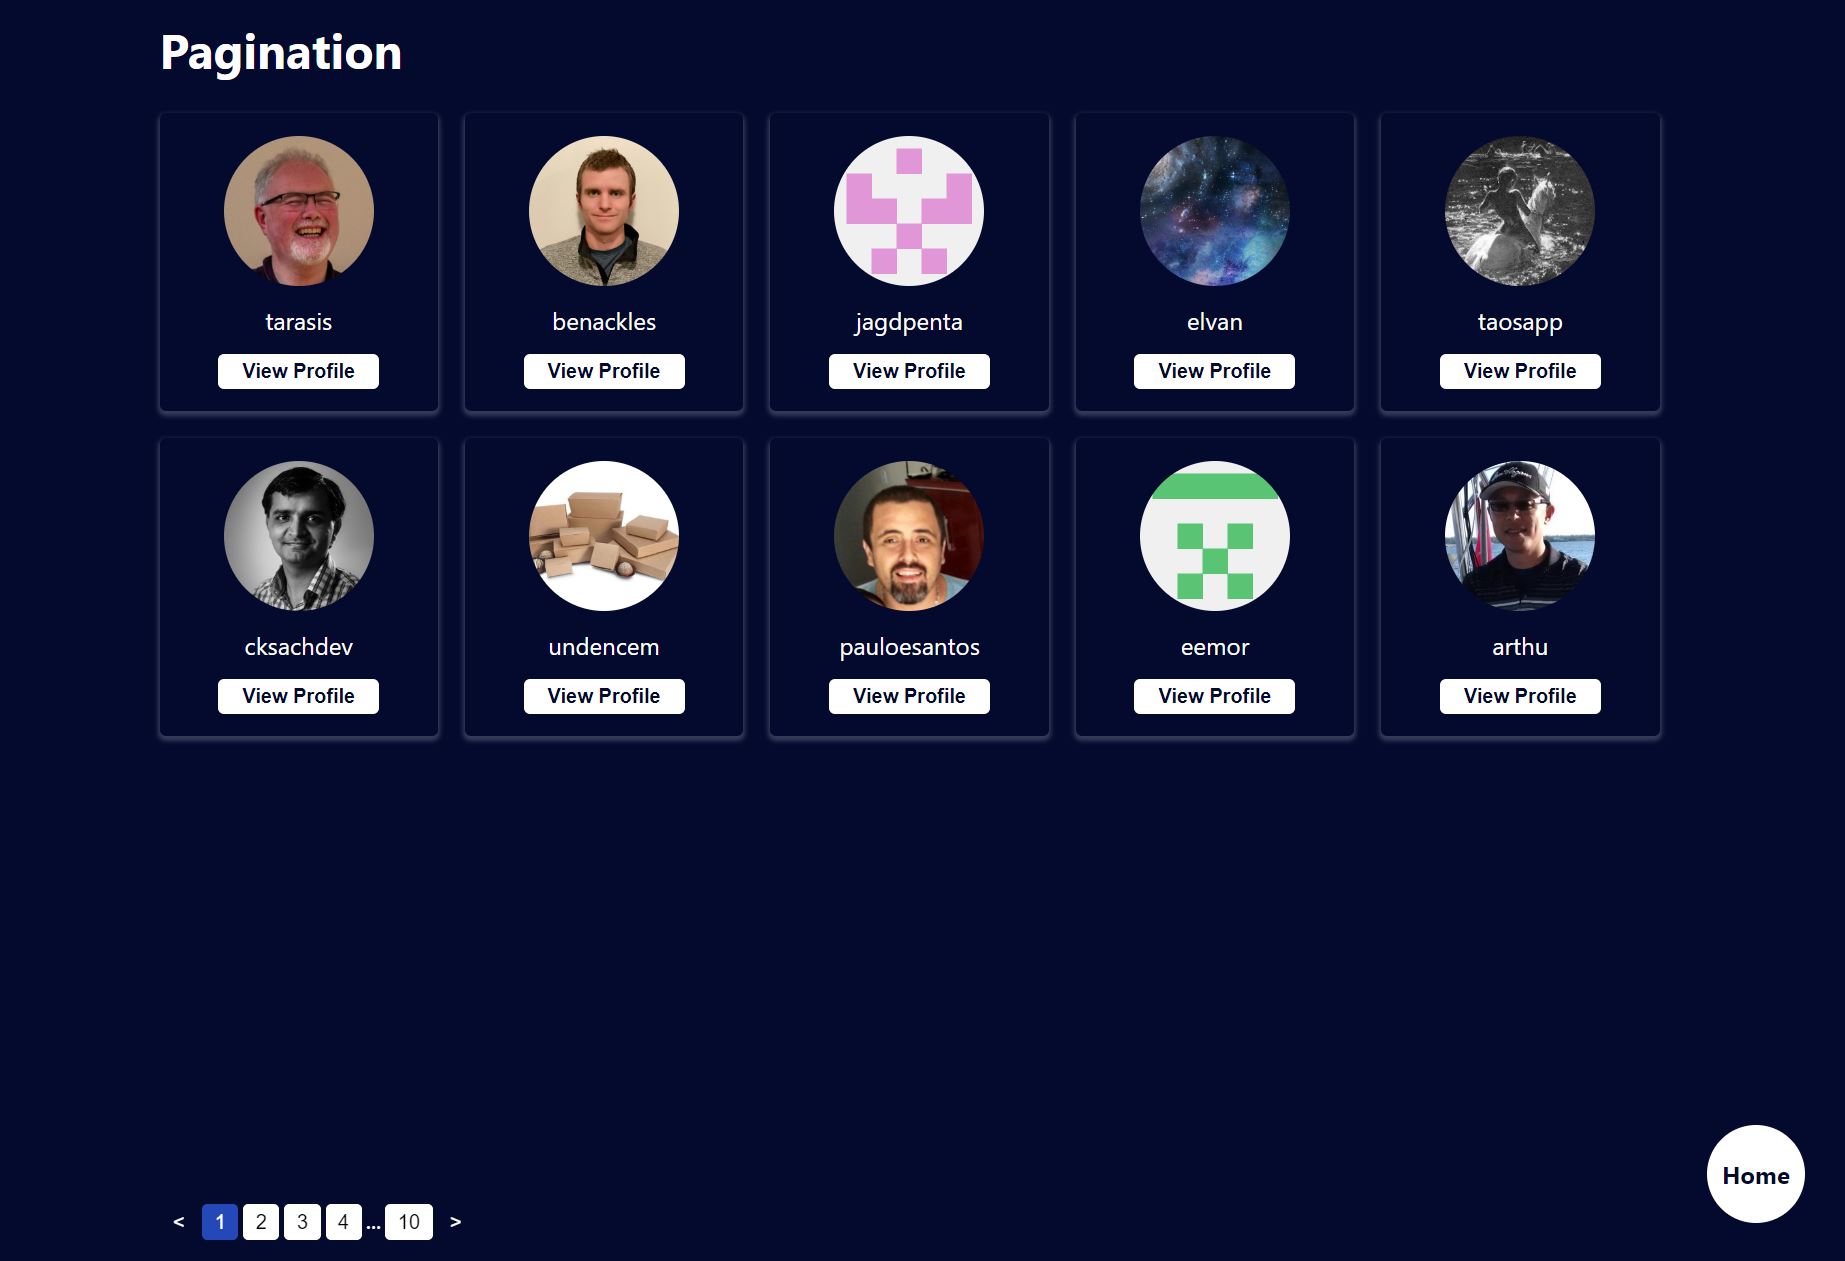 Pagination
tarasis benackles jagdpenta elvan taosapp
View Profile View Profile View Profile View Profile View Profile
cksachdev undencem pauloesantos eemor arthu
View Profile View Profile View Profile View Profile View Profile
Home
< 1 2 3 4 ... 10 >